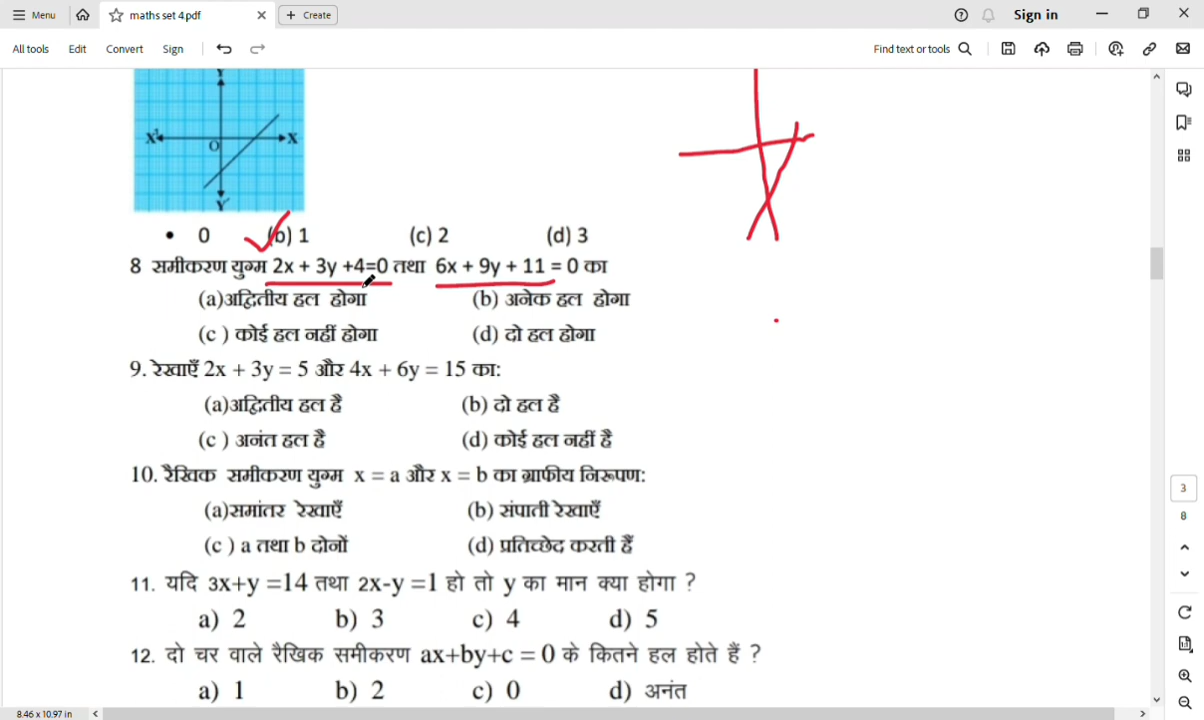 Menu maths set 4.pdf Create Sign in
All tools Edit Convert Sign Find text or tools
Y
X' O X
Y'
• 0 (b) 1 (c) 2 (d) 3
8 समीकरण युग्म 2x + 3y +4=0 तथा 6x + 9y + 11 = 0 का
(a)अद्वितीय हल होगा (b) अनेक हल होगा
(c ) कोई हल नहीं होगा (d) दो हल होगा
9. रेखाएँ 2x + 3y = 5 और 4x + 6y = 15 का:
(a)अद्वितीय हल है (b) दो हल है
(c ) अनंत हल है (d) कोई हल नहीं है
10. रैखिक समीकरण युग्म x = a और x = b का ग्राफीय निरूपण:
(a)समांतर रेखाएँ (b) संपाती रेखाएँ
(c ) a तथा b दोनों (d) प्रतिच्छेद करती हैं
11. यदि 3x+y =14 तथा 2x-y =1 हो तो y का मान क्या होगा ?
a) 2 b) 3 c) 4 d) 5
12. दो चर वाले रैखिक समीकरण ax+by+c = 0 के कितने हल होते हैं ?
a) 1 b) 2 c) 0 d) अनंत
3
8
8.46 x 10.97 in